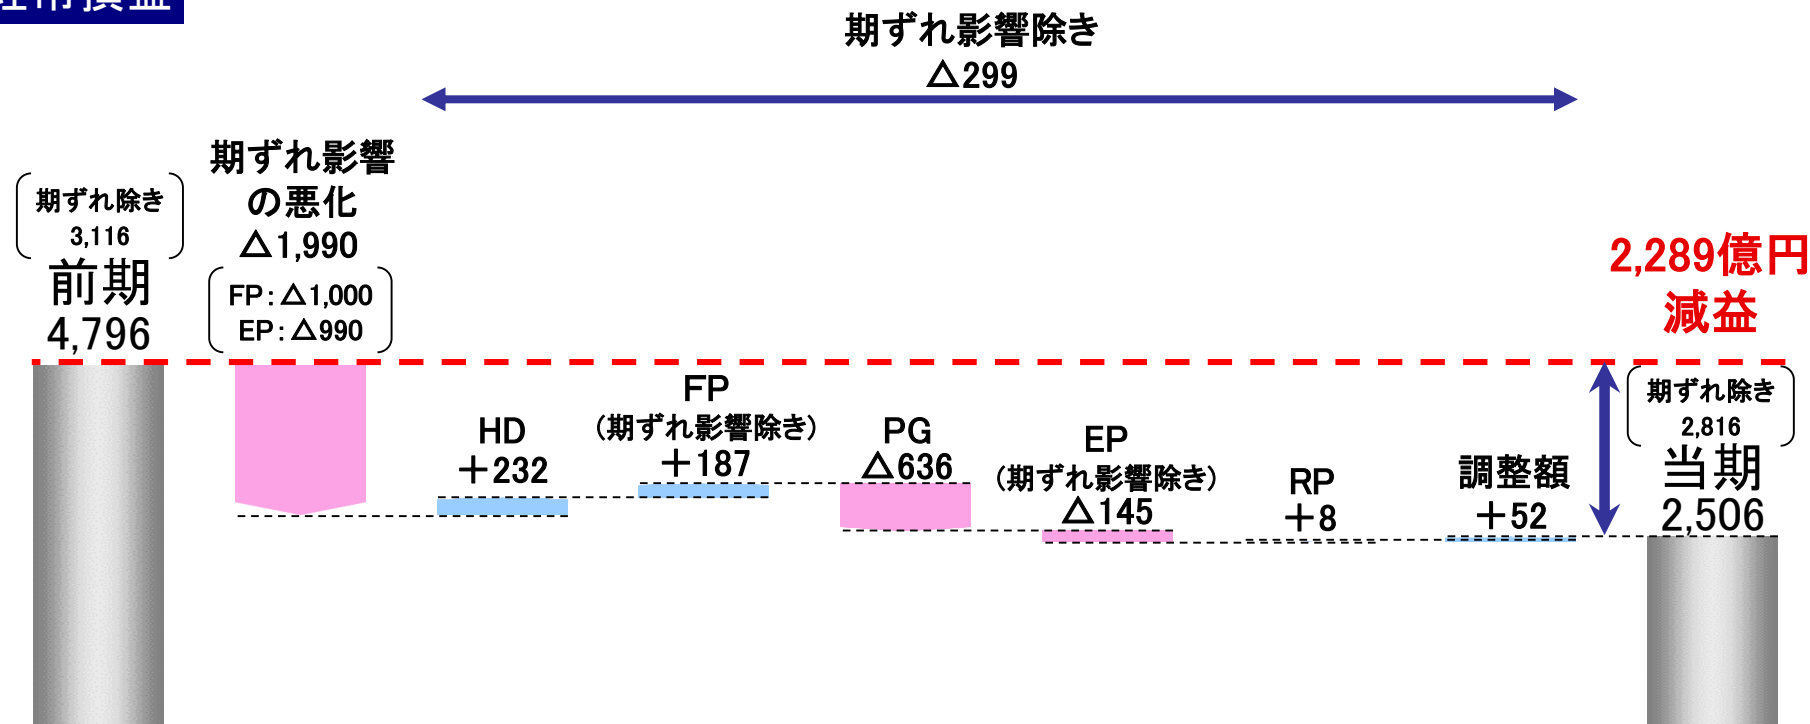 経常損益
期ずれ影響除き
△299
期ずれ除き
3,116
前期
4,796
期ずれ影響
の悪化
△1,990
FP:△1,000
EP:△990
HD
+232
FP
(期ずれ影響除き)
+187
PG
△636
EP
(期ずれ影響除き)
△145
RP
+8
調整額
+52
2,289億円
減益
期ずれ除き
2,816
当期
2,506